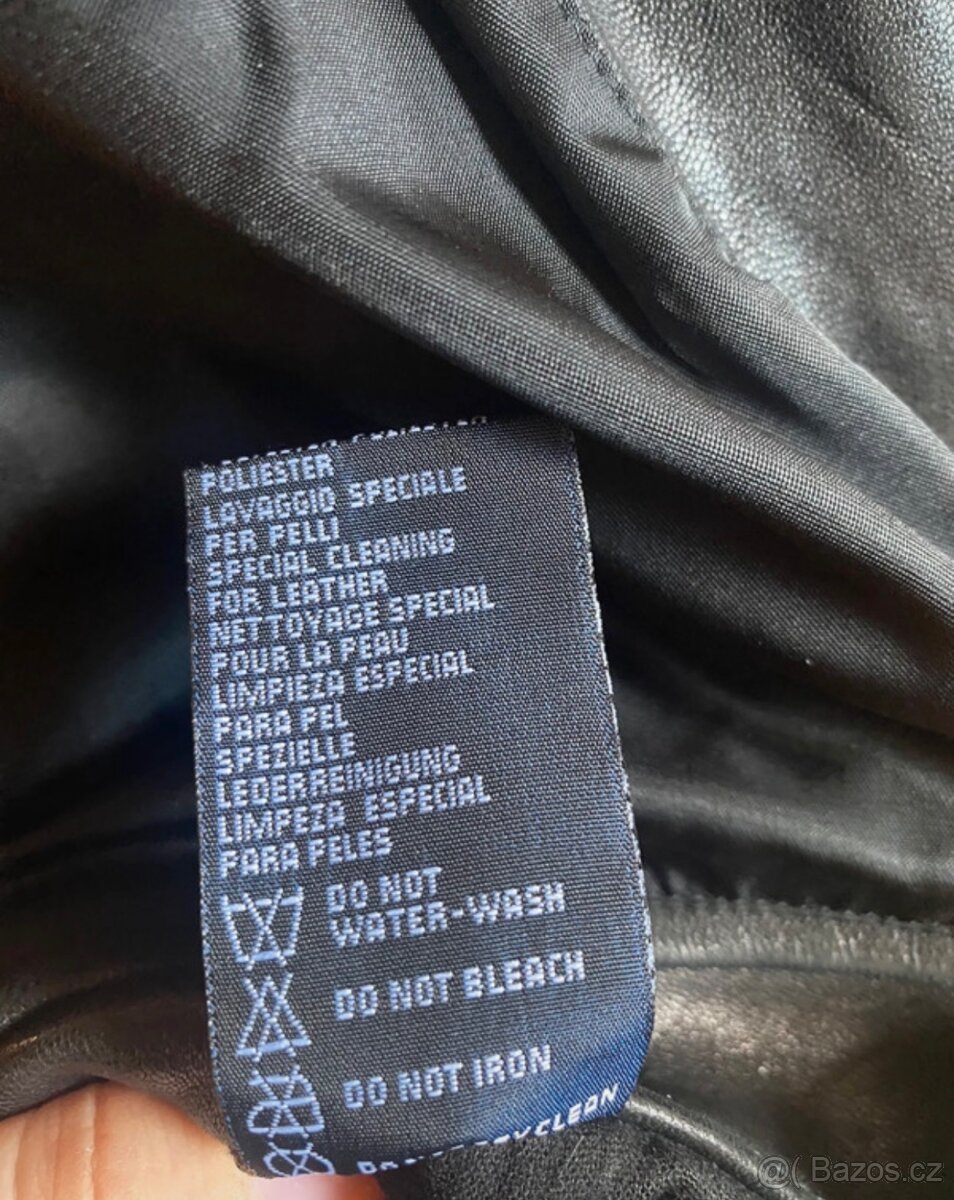 POLIESTER
LAVAGGIO SPECIALE
PER PELLI
SPECIAL CLEANING
FOR LEATHER
NETTOYAGE SPECIAL
POUR LA PEAU
LIMPIEZA ESPECIAL
PARA PEL
SPEZIELLE
LEDERREINIGUNG
LIMPEZA ESPECIAL
PARA PELES
DO NOT
WATER-WASH
DO NOT BLEACH
DO NOT IRON
@( Bazos.cz